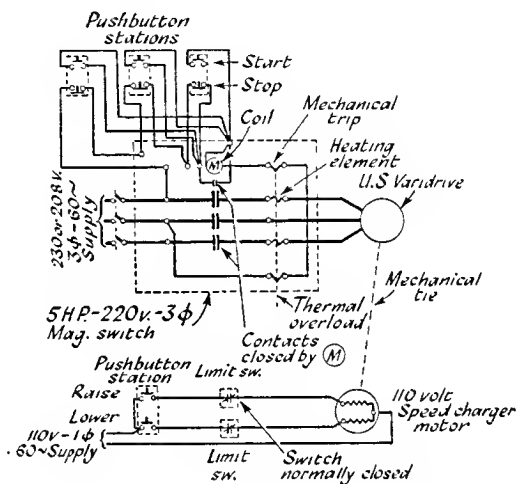 Pushbutton
stations
Start
Stop
Coil
Mechanical
trip
Heating
element
U.S Varidrive
M
230 or 208 v.
3ϕ-60~
Supply
Mechanical
tie
5 H.P.-220v.-3ϕ
Mag. switch
Thermal
overload
Contacts
closed by M
Pushbutton
station
Limit sw.
Raise
110 volt
Speed charger
motor
Lower
110v-1ϕ
60~Supply
Limit
sw.
Switch
normally closed